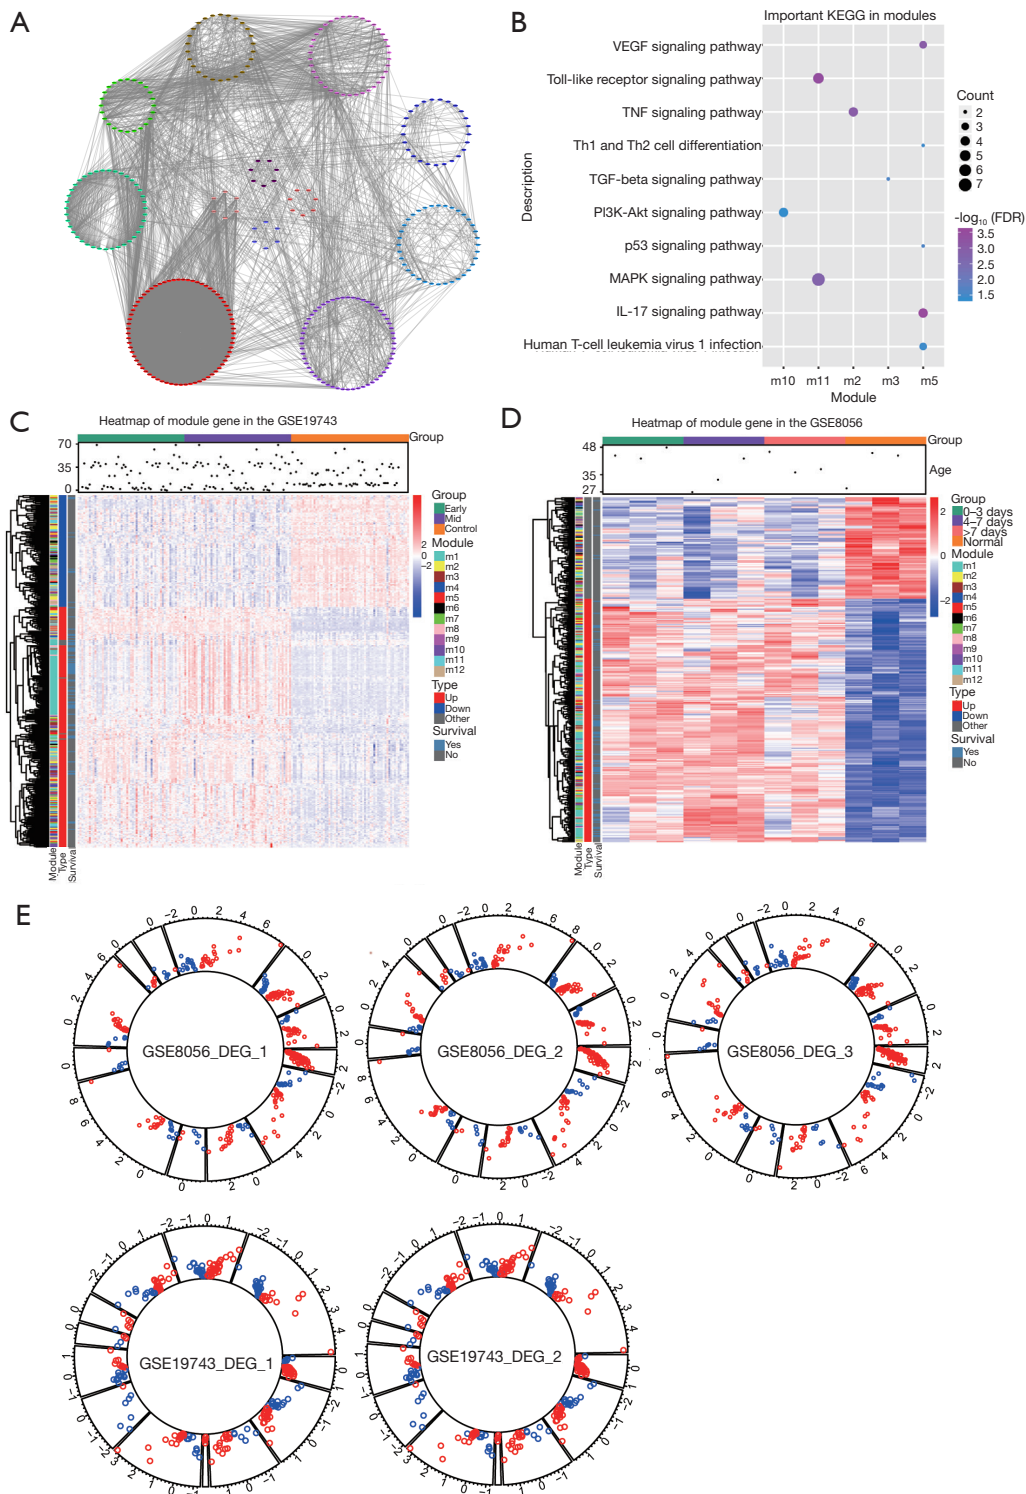 A
B
Important KEGG in modules
VEGF signaling pathway
Toll-like receptor signaling pathway
TNF signaling pathway
Th1 and Th2 cell differentiation
TGF-beta signaling pathway
PI3K-Akt signaling pathway
p53 signaling pathway
MAPK signaling pathway
IL-17 signaling pathway
Human T-cell leukemia virus 1 infection
Description
m10 m11 m2 m3 m5
Module
Count
2
3
4
5
6
7
-log10 (FDR)
3.5
3.0
2.5
2.0
1.5
C
Heatmap of module gene in the GSE19743
70
35
0
Group
2
0
−2
Group
Early
Mid
Control
Module
m1
m2
m3
m4
m5
m6
m7
m8
m9
m10
m11
m12
Type
Up
Down
Other
Survival
Yes
No
Module
Type
Survival
D
Heatmap of module gene in the GSE8056
48
35
27
Group
Age
2
0
−2
Group
0–3 days
4–7 days
>7 days
Normal
Module
m1
m2
m3
m4
m5
m6
m7
m8
m9
m10
m11
m12
Type
Up
Down
Other
Survival
Yes
No
Module
Type
Survival
E
GSE8056_DEG_1
GSE8056_DEG_2
GSE8056_DEG_3
GSE19743_DEG_1
GSE19743_DEG_2